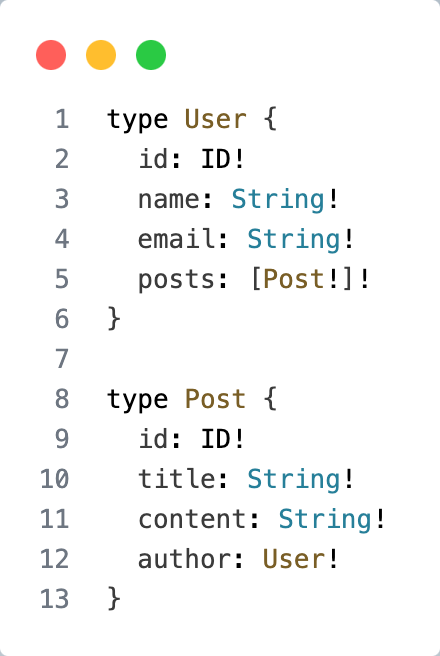 1 type User {
2   id: ID!
3   name: String!
4   email: String!
5   posts: [Post!]!
6 }
7
8 type Post {
9   id: ID!
10   title: String!
11   content: String!
12   author: User!
13 }